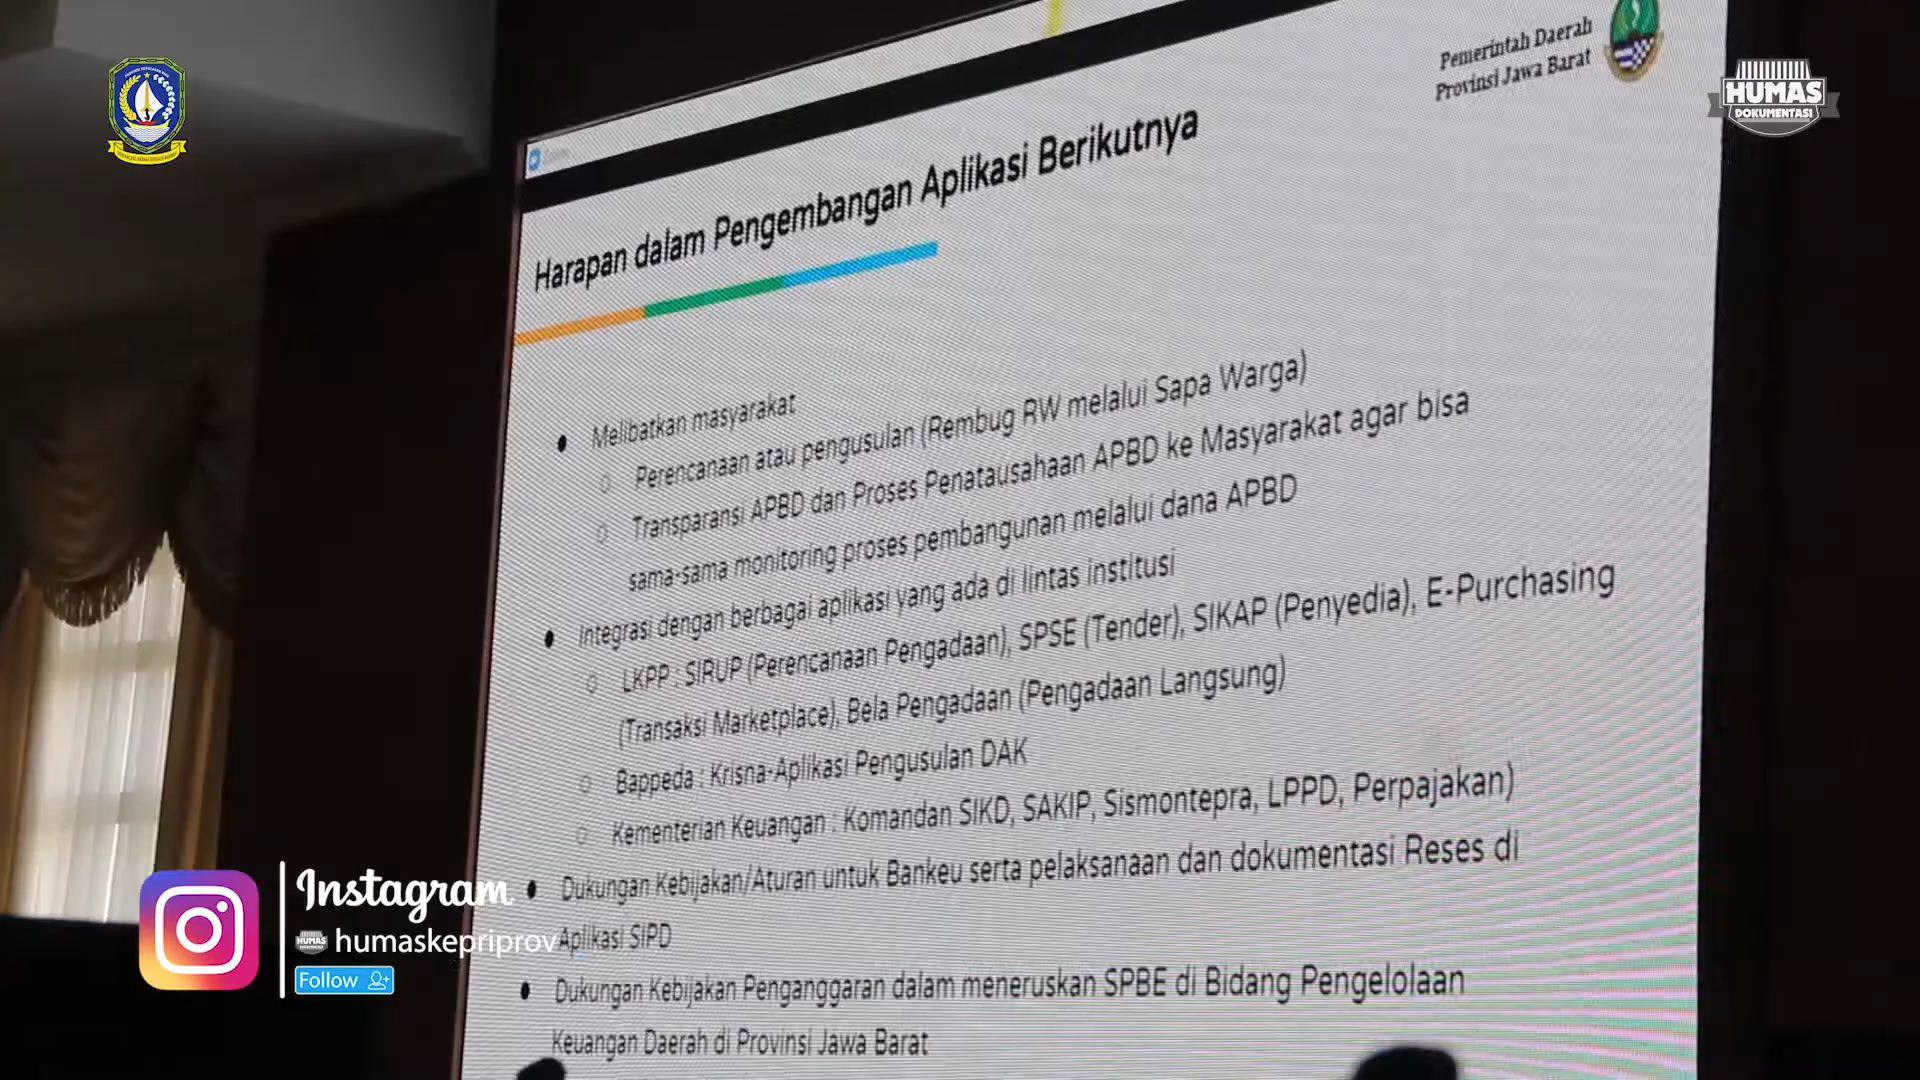 Pemerintah Daerah
Provinsi Jawa Barat
HUMAS
DOKUMENTASI
Harapan dalam Pengembangan Aplikasi Berikutnya
● Melibatkan masyarakat
○ Perencanaan atau pengusulan (Rembug RW melalui Sapa Warga)
○ Transparansi APBD dan Proses Penatausahaan APBD ke Masyarakat agar bisa
sama-sama monitoring proses pembangunan melalui dana APBD
● Integrasi dengan berbagai aplikasi yang ada di lintas institusi
○ LKPP : SIRUP (Perencanaan Pengadaan), SPSE (Tender), SIKAP (Penyedia), E-Purchasing
(Transaksi Marketplace), Bela Pengadaan (Pengadaan Langsung)
○ Bappeda : Krisna-Aplikasi Pengusulan DAK
○ Kementerian Keuangan : Komandan SIKD, SAKIP, Sismontepra, LPPD, Perpajakan)
● Dukungan Kebijakan/Aturan untuk Bankeu serta pelaksanaan dan dokumentasi Reses di
Aplikasi SIPD
● Dukungan Kebijakan Penganggaran dalam meneruskan SPBE di Bidang Pengelolaan
Keuangan Daerah di Provinsi Jawa Barat
Instagram
HUMAS
humaskepriprov
Follow